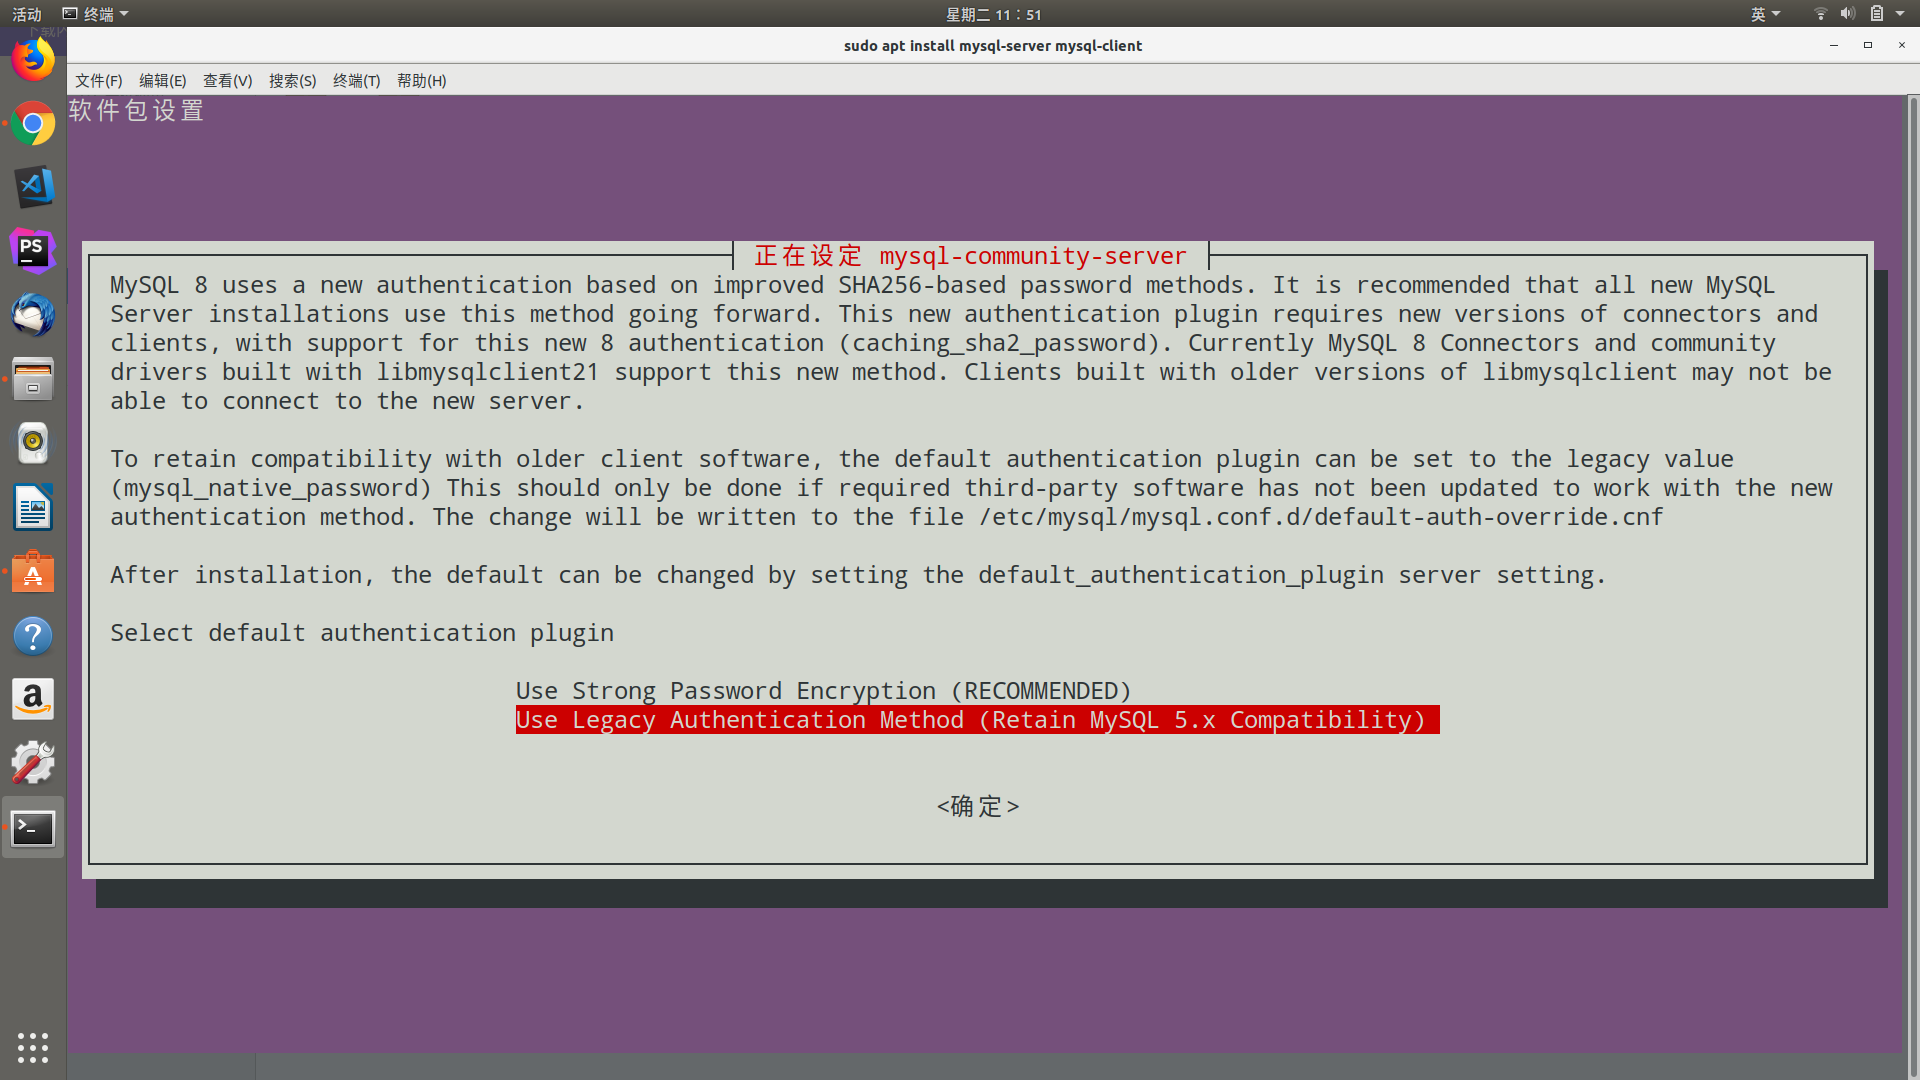 活动
终端
星期二 11：51
英
sudo apt install mysql-server mysql-client
文件(F) 编辑(E) 查看(V) 搜索(S) 终端(T) 帮助(H)
软件包设置
正在设定 mysql-community-server
MySQL 8 uses a new authentication based on improved SHA256-based password methods. It is recommended that all new MySQL
Server installations use this method going forward. This new authentication plugin requires new versions of connectors and
clients, with support for this new 8 authentication (caching_sha2_password). Currently MySQL 8 Connectors and community
drivers built with libmysqlclient21 support this new method. Clients built with older versions of libmysqlclient may not be
able to connect to the new server.
To retain compatibility with older client software, the default authentication plugin can be set to the legacy value
(mysql_native_password) This should only be done if required third-party software has not been updated to work with the new
authentication method. The change will be written to the file /etc/mysql/mysql.conf.d/default-auth-override.cnf
After installation, the default can be changed by setting the default_authentication_plugin server setting.
Select default authentication plugin
Use Strong Password Encryption (RECOMMENDED)
Use Legacy Authentication Method (Retain MySQL 5.x Compatibility)
<确定>
PS
a